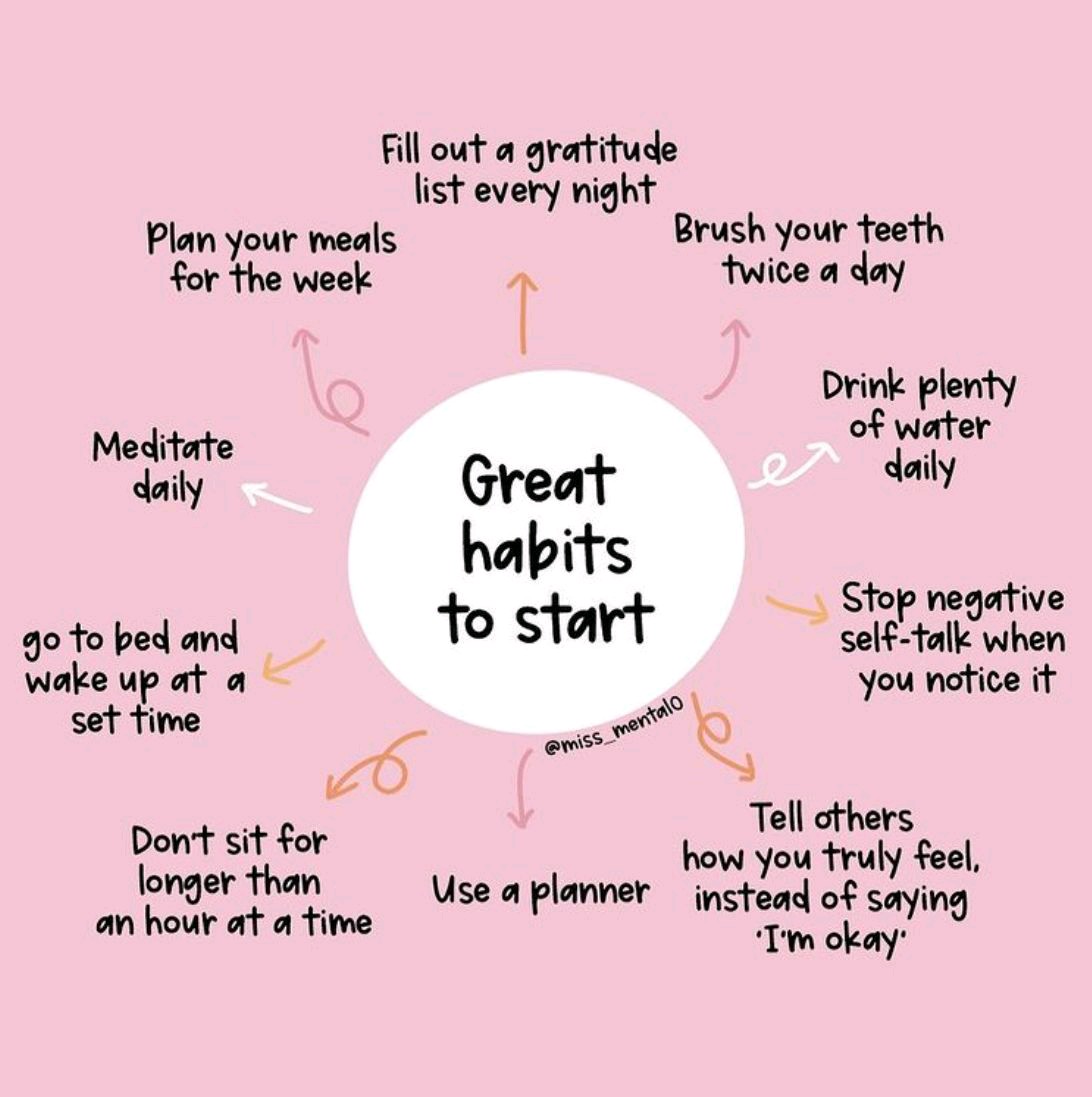 Fill out a gratitude
list every night
Plan your meals
for the week
Brush your teeth
twice a day
Drink plenty
of water
daily
Meditate
daily
Great
habits
to start
Stop negative
self-talk when
you notice it
go to bed and
wake up at a
set time
@miss_mental0
Don't sit for
longer than
an hour at a time
Use a planner
Tell others
how you truly feel,
instead of saying
'I'm okay'